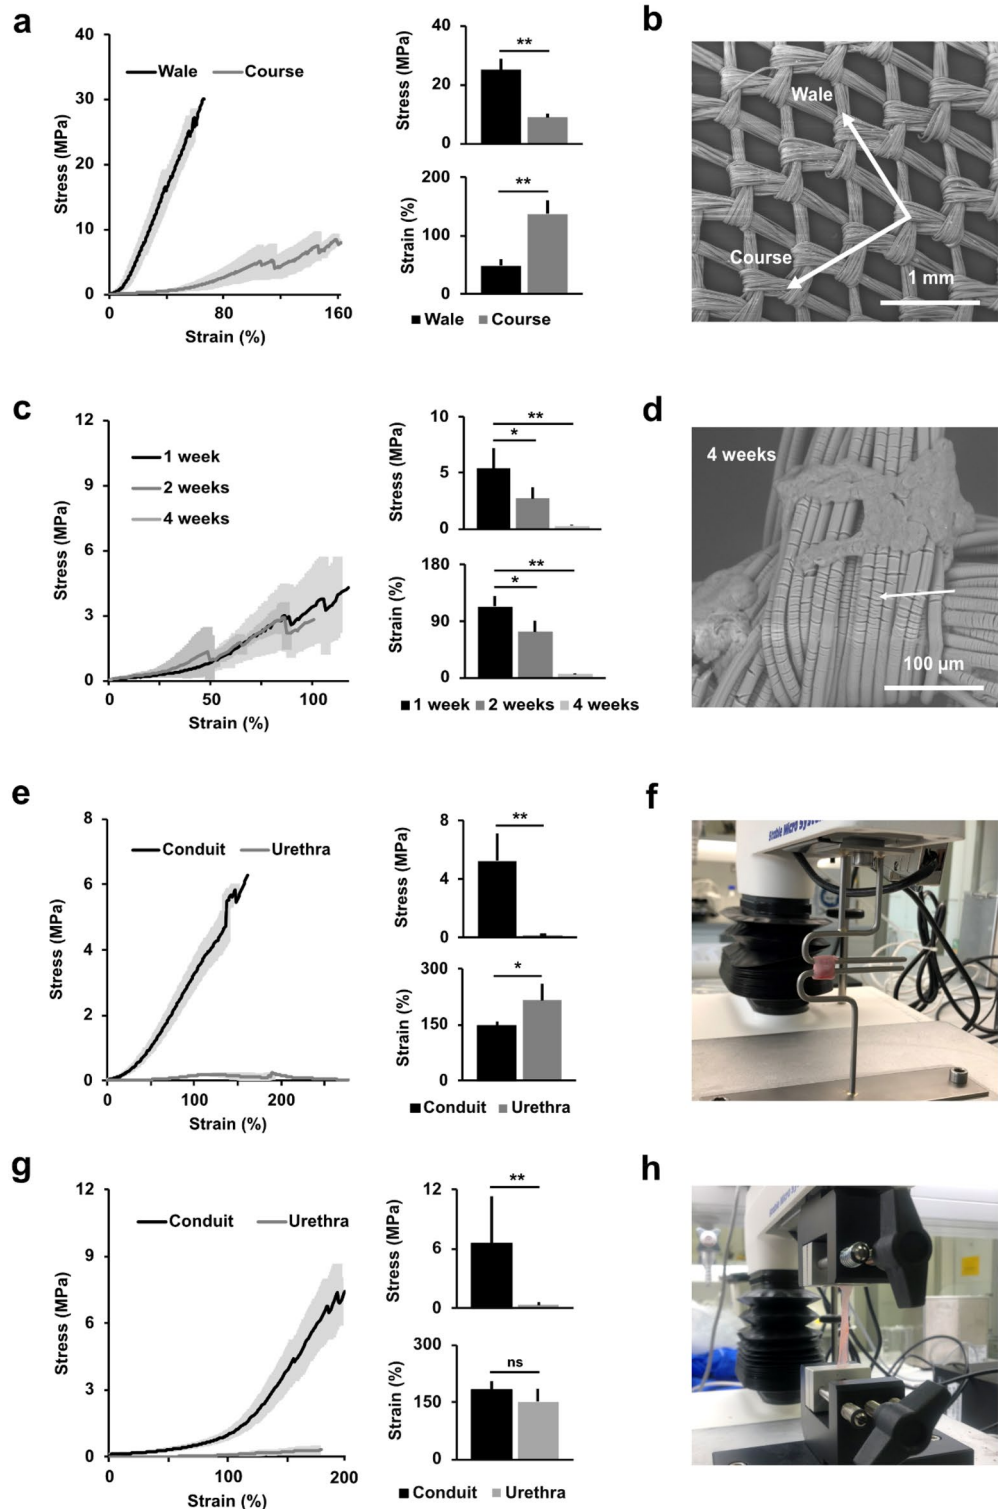 a
Wale Course
Stress (MPa)
40
30
20
10
0
0 80 160
Strain (%)
Stress (MPa)
40
20
0
**
Strain (%)
200
100
0
**
Wale Course
b
Wale
Course
1 mm
c
Stress (MPa)
12
9
6
3
0
1 week
2 weeks
4 weeks
50 100
Strain (%)
Stress (MPa)
10
5
0
**
*
Strain (%)
180
90
0
**
*
1 week 2 weeks 4 weeks
d
4 weeks
100 µm
e
Stress (MPa)
8
6
4
2
0
Conduit Urethra
100 200
Strain (%)
Stress (MPa)
8
4
0
**
Strain (%)
300
150
0
*
Conduit Urethra
f
Stable Micro Sys
g
Stress (MPa)
12
9
6
3
0
Conduit Urethra
0 100 200
Strain (%)
Stress (MPa)
12
6
0
**
Strain (%)
300
150
0
ns
Conduit Urethra
h